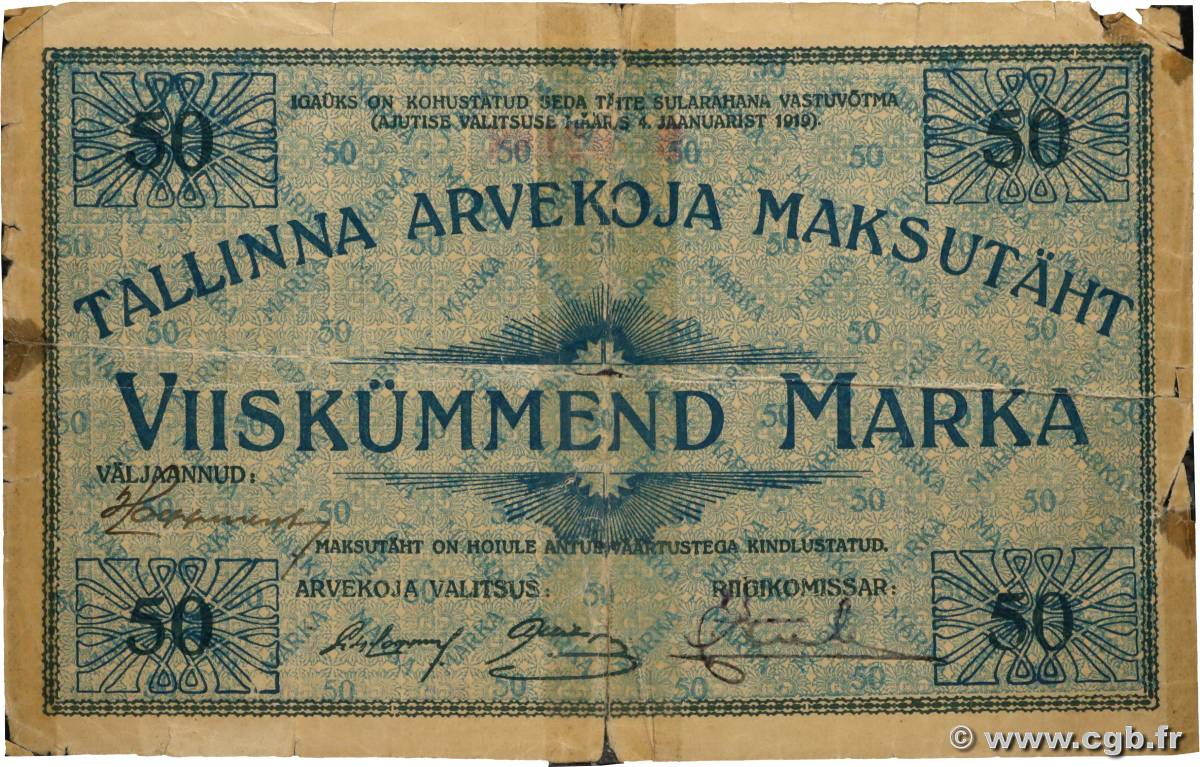 50 50
IGAÜKS ON KOHUSTATUD SEDA TÄITE SULARAHANA VASTUVÕTMA
(AJUTISE VALITSUSE MÄÄRUS 4. JAANUARIST 1919).
TALLINNA ARVEKOJA MAKSUTÄHT
VIISKÜMMEND MARKA
VÄLJAANNUD:
MAKSUTÄHT ON HOIULE ANTUD VÄÄRTUSTEGA KINDLUSTATUD.
ARVEKOJA VALITSUS: RIIGIKOMISSAR:
50 50
© www.cgb.fr